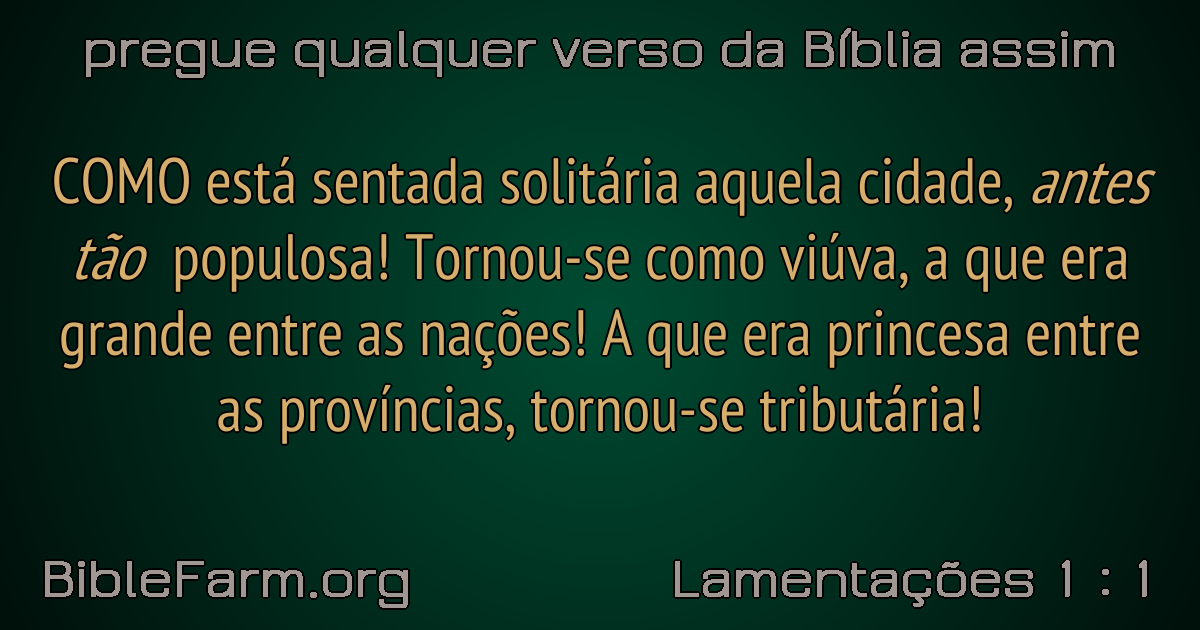 pregue qualquer verso da Bíblia assim
COMO está sentada solitária aquela cidade, antes
tão populosa! Tornou-se como viúva, a que era
grande entre as nações! A que era princesa entre
as províncias, tornou-se tributária!
BibleFarm.org
Lamentações 1 : 1